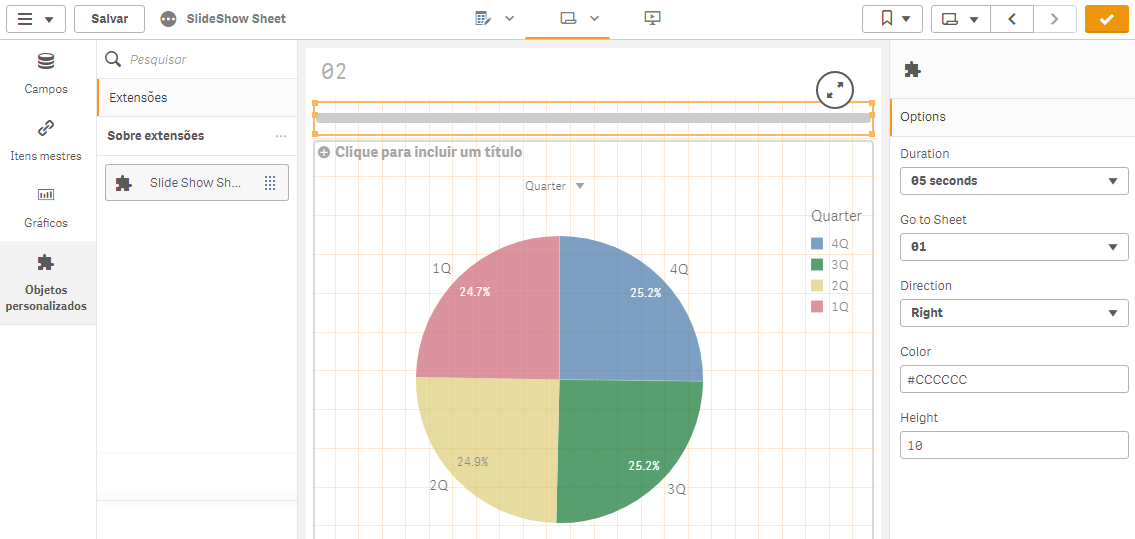 Salvar
SlideShow Sheet
Campos
Itens mestres
Gráficos
Objetos
personalizados
Pesquisar
Extensões
Sobre extensões
...
Slide Show Sh...
02
Clique para incluir um título
Quarter
Quarter
4Q
3Q
2Q
1Q
1Q
24.7%
4Q
25.2%
24.9%
2Q
25.2%
3Q
Options
Duration
05 seconds
Go to Sheet
01
Direction
Right
Color
#CCCCCC
Height
10